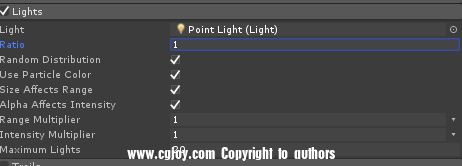 Lights
Light Point Light (Light)
Ratio 1
Random Distribution
Use Particle Color
Size Affects Range
Alpha Affects Intensity
Range Multiplier 1
Intensity Multiplier 1
Maximum Lights
www.cgjoy.com Copyright to authors
Trails